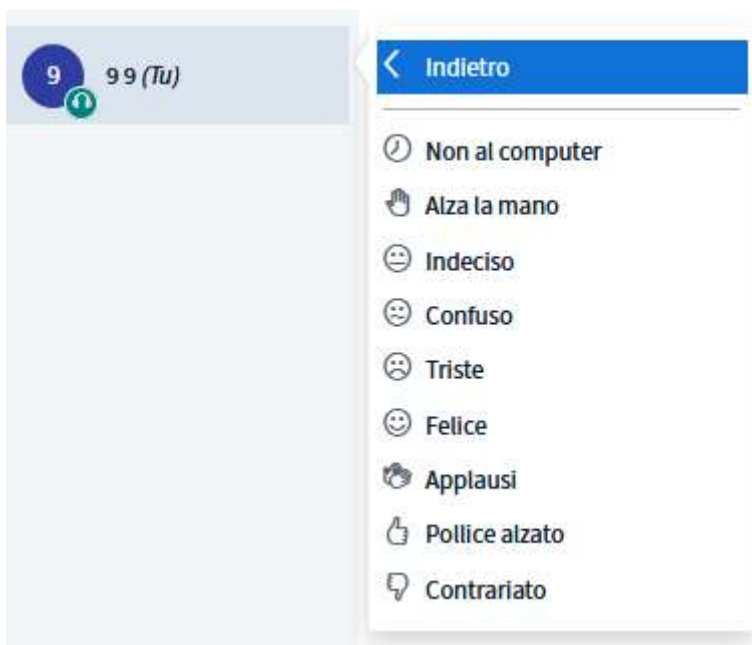 9
9 9 (Tu)
Indietro
Non al computer
Alza la mano
Indeciso
Confuso
Triste
Felice
Applausi
Pollice alzato
Contrariato